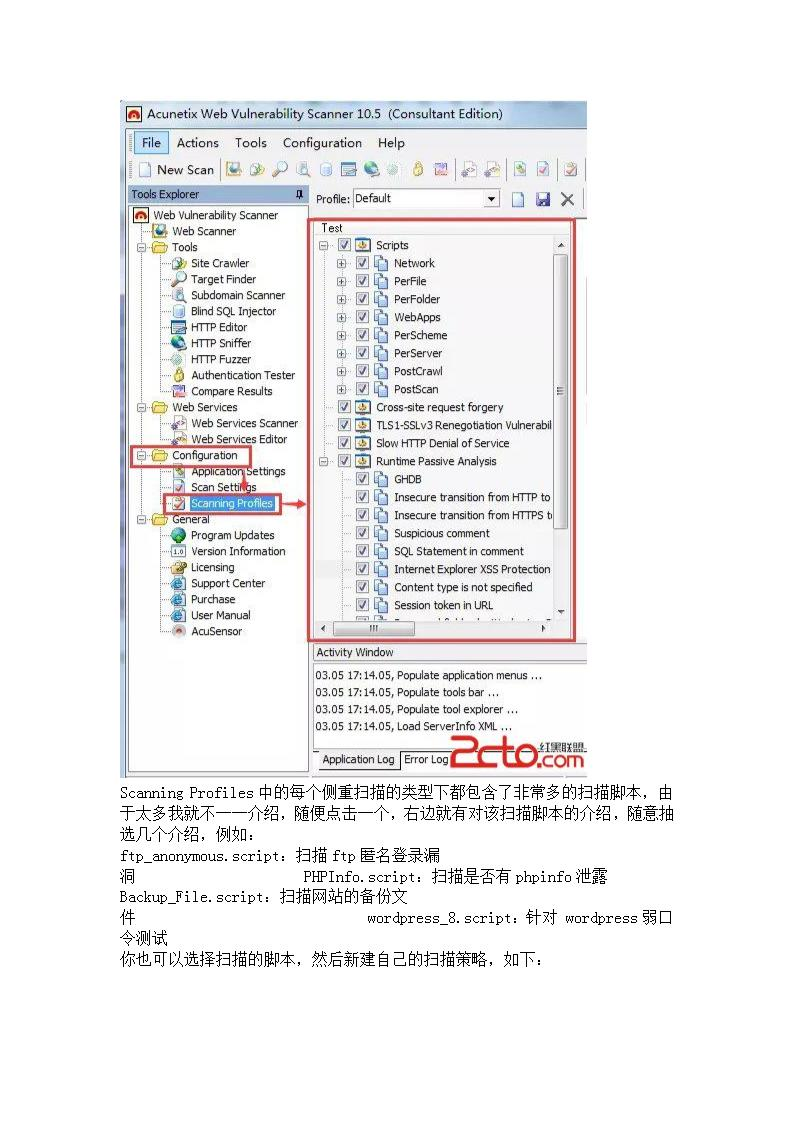 Acunetix Web Vulnerability Scanner 10.5 (Consultant Edition)
File Actions Tools Configuration Help
New Scan
Tools Explorer
Web Vulnerability Scanner
Web Scanner
Tools
Site Crawler
Target Finder
Subdomain Scanner
Blind SQL Injector
HTTP Editor
HTTP Sniffer
HTTP Fuzzer
Authentication Tester
Compare Results
Web Services
Web Services Scanner
Web Services Editor
Configuration
Application Settings
Scan Settings
Scanning Profiles
General
Program Updates
Version Information
Licensing
Support Center
Purchase
User Manual
AcuSensor
Profile: Default
Test
Scripts
Network
PerFile
PerFolder
WebApps
PerScheme
PerServer
PostCrawl
PostScan
Cross-site request forgery
TLS1-SSLv3 Renegotiation Vulnerabil
Slow HTTP Denial of Service
Runtime Passive Analysis
GHDB
Insecure transition from HTTP to
Insecure transition from HTTPS t
Suspicious comment
SQL Statement in comment
Internet Explorer XSS Protection
Content type is not specified
Session token in URL
Activity Window
03.05 17:14.05, Populate application menus ...
03.05 17:14.05, Populate tools bar ...
03.05 17:14.05, Populate tool explorer ...
03.05 17:14.05, Load ServerInfo XML ...
Application Log Error Log
2cto.com 红黑联盟
Scanning Profiles 中的每个侧重扫描的类型下都包含了非常多的扫描脚本，由
于太多我就不一一介绍，随便点击一个，右边就有对该扫描脚本的介绍，随意抽
选几个介绍，例如：
ftp_anonymous.script：扫描 ftp 匿名登录漏
洞 PHPInfo.script：扫描是否有 phpinfo 泄露
Backup_File.script：扫描网站的备份文
件 wordpress_8.script：针对 wordpress 弱口
令测试
你也可以选择扫描的脚本，然后新建自己的扫描策略，如下：